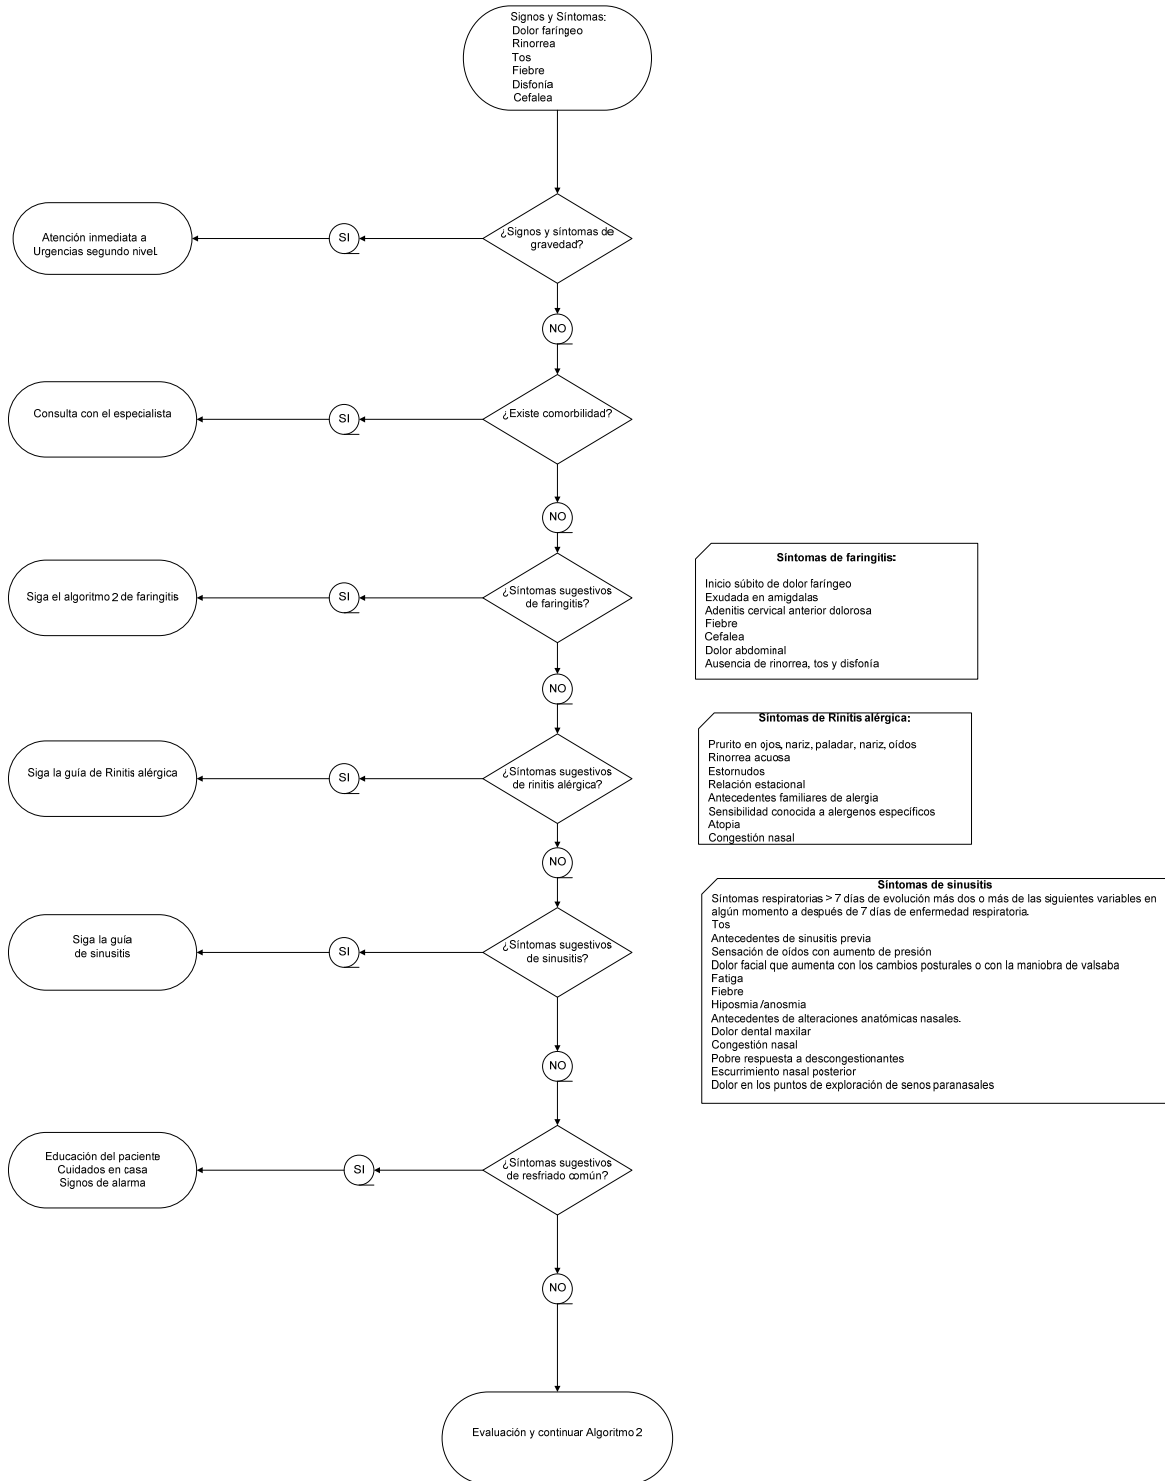 Signos y Síntomas:
Dolor faríngeo
Rinorrea
Tos
Fiebre
Disfonía
Cefalea
¿Signos y síntomas de
gravedad?
SI
Atención inmediata a
Urgencias segundo nivel.
NO
¿Existe comorbilidad?
SI
Consulta con el especialista
NO
¿Síntomas sugestivos
de faringitis?
SI
Siga el algoritmo 2 de faringitis
Síntomas de faringitis:
Inicio súbito de dolor faríngeo
Exudada en amigdalas
Adenitis cervical anterior dolorosa
Fiebre
Cefalea
Dolor abdominal
Ausencia de rinorrea, tos y disfonía
NO
¿Síntomas sugestivos
de rinitis alérgica?
SI
Siga la guía de Rinitis alérgica
Síntomas de Rinitis alérgica:
Prurito en ojos, nariz, paladar, nariz, oídos
Rinorrea acuosa
Estornudos
Relación estacional
Antecedentes familiares de alergia
Sensibilidad conocida a alergenos específicos
Atopia
Congestión nasal
NO
¿Síntomas sugestivos
de sinusitis?
SI
Siga la guía
de sinusitis
Síntomas de sinusitis
Síntomas respiratorias > 7 días de evolución más dos o más de las siguientes variables en
algún momento a después de 7 días de enfermedad respiratoria.
Tos
Antecedentes de sinusitis previa
Sensación de oídos con aumento de presión
Dolor facial que aumenta con los cambios posturales o con la maniobra de valsaba
Fatiga
Fiebre
Hiposmia /anosmia
Antecedentes de alteraciones anatómicas nasales.
Dolor dental maxilar
Congestión nasal
Pobre respuesta a descongestionantes
Escurrimiento nasal posterior
Dolor en los puntos de exploración de senos paranasales
NO
¿Síntomas sugestivos
de resfriado común?
SI
Educación del paciente
Cuidados en casa
Signos de alarma
NO
Evaluación y continuar Algoritmo 2